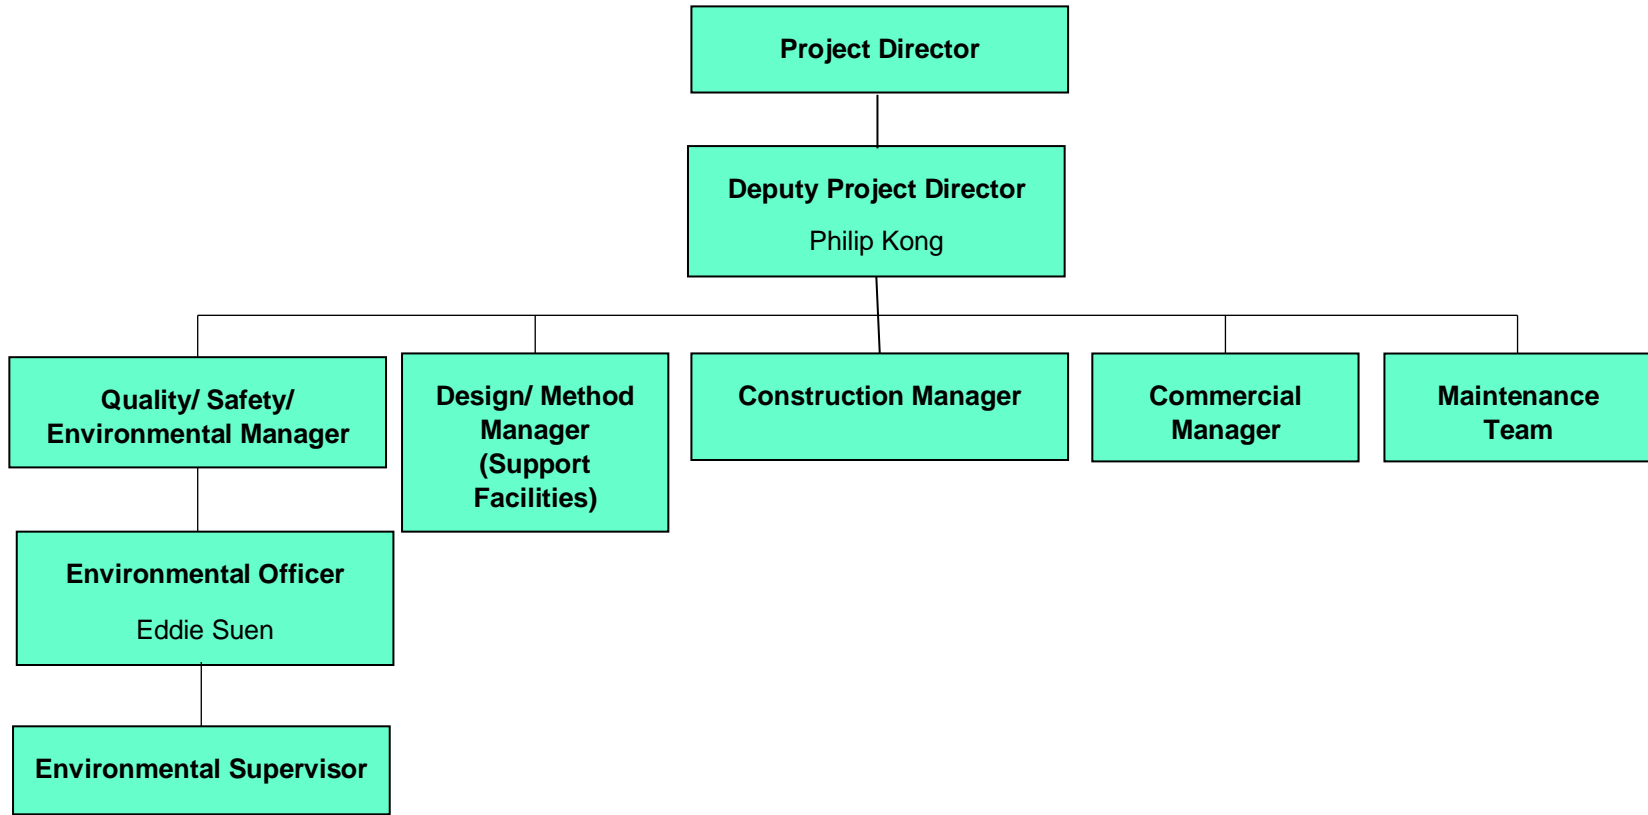 Project Director
Deputy Project Director
Philip Kong
Quality/ Safety/
Environmental Manager
Design/ Method
Manager
(Support
Facilities)
Construction Manager
Commercial
Manager
Maintenance
Team
Environmental Officer
Eddie Suen
Environmental Supervisor